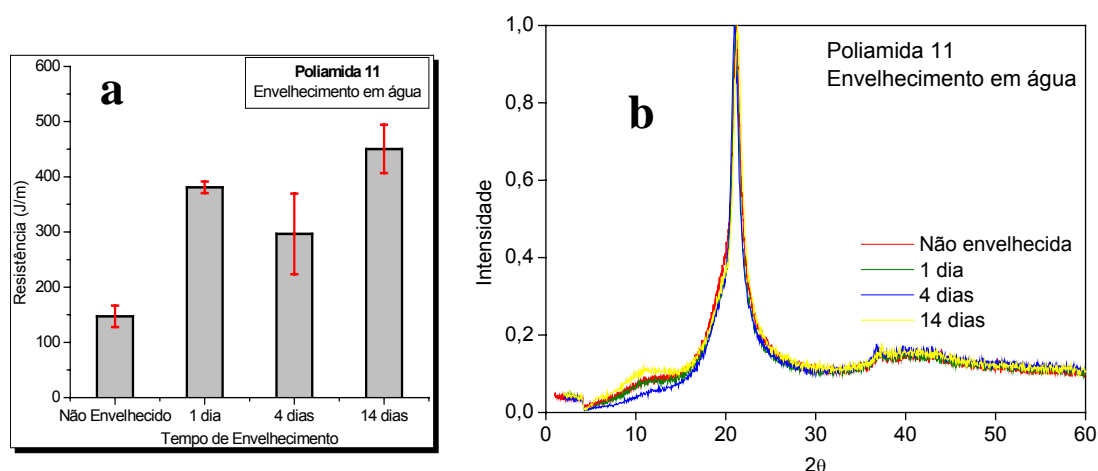 a
Poliamida 11
Envelhecimento em água
600
500
400
300
200
100
0
Resistência (J/m)
Não Envelhecido
1 dia
4 dias
14 dias
Tempo de Envelhecimento
b
Poliamida 11
Envelhecimento em água
1,0
0,8
0,6
0,4
0,2
0,0
Intensidade
Não envelhecida
1 dia
4 dias
14 dias
0 10 20 30 40 50 60
2θ